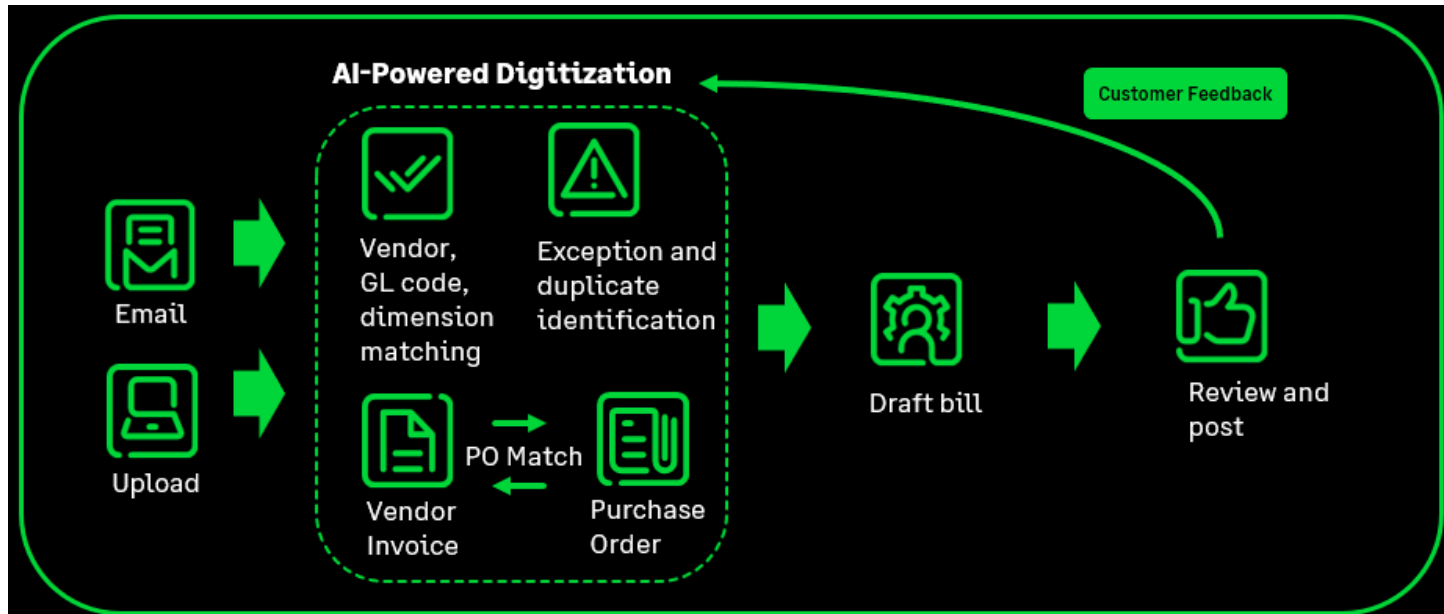 AI-Powered Digitization
Customer Feedback
Email
Upload
Vendor,
GL code,
dimension
matching
Exception and
duplicate
identification
Vendor
Invoice
PO Match
Purchase
Order
Draft bill
Review and
post